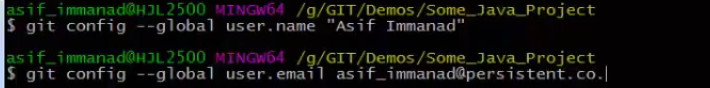 asif_immanad@HJL2500 MINGW64 /g/GIT/Demos/Some_Java_Project
$ git config --global user.name "Asif Immanad"
asif_immanad@HJL2500 MINGW64 /g/GIT/Demos/Some_Java_Project
$ git config --global user.email asif_immanad@persistent.co.